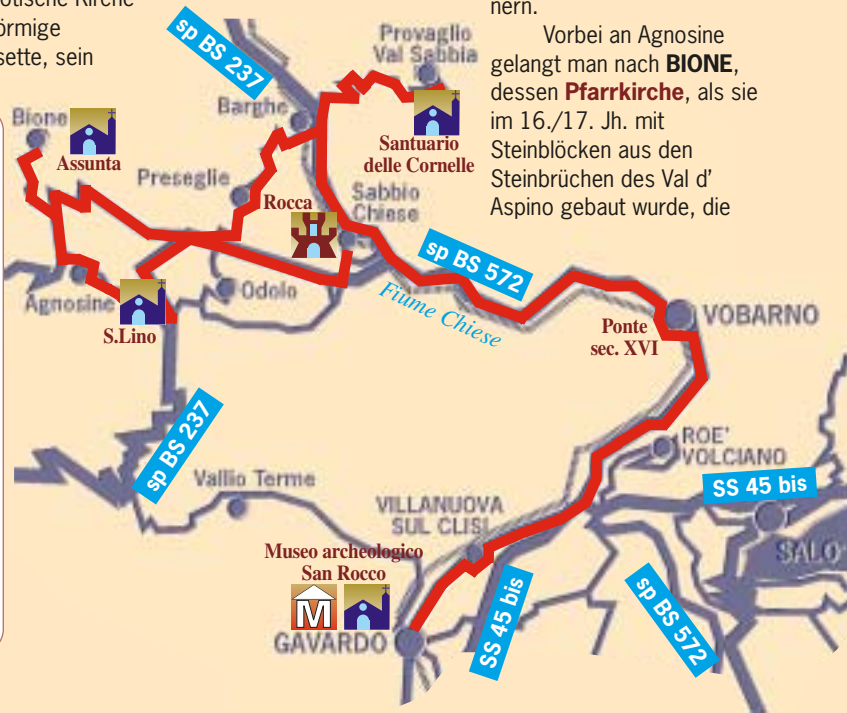 otische Kirche
örmige
sette, sein
nern.
Vorbei an Agnosine
gelangt man nach BIONE,
dessen Pfarrkirche, als sie
im 16./17. Jh. mit
Steinblöcken aus den
Steinbrüchen des Val d'
Aspino gebaut wurde, die
sp BS 237
Provaglio
Val Sabbia
Barghe
Bione
Assunta
Santuario
delle Cornelle
Preseglie
Rocca
Sabbio
Chiese
sp BS 572
Agnosine
Odolo
Fiume Chiese
S.Lino
Ponte
sec. XVI
VOBARNO
sp BS 237
ROE'
VOLCIANO
Vallio Terme
SS 45 bis
VILLANUOVA
SUL CLISI
SALO'
Museo archeologico
San Rocco
M
GAVARDO
SS 45 bis
sp BS 572